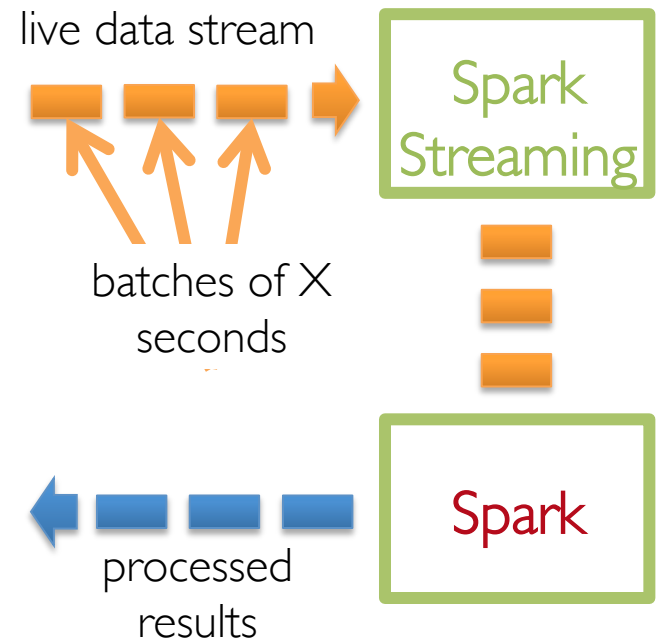 live data stream
Spark
Streaming
batches of X
seconds
Spark
processed
results